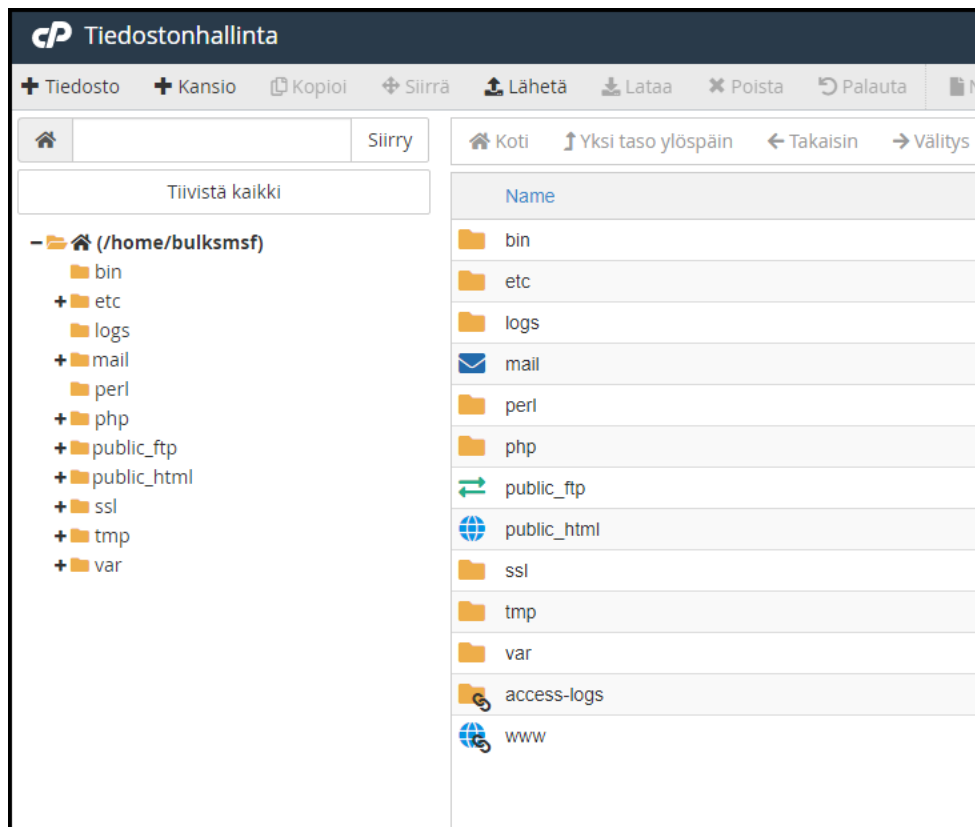 cP Tiedostonhallinta
Tiedosto Kansio Kopioi Siirrä Lähetä Lataa Poista Palauta
Siirry
Koti Yksi taso ylöspäin Takaisin Välitys
Tiivistä kaikki
Name
(/home/bulksmsf)
bin
etc
logs
mail
perl
php
public_ftp
public_html
ssl
tmp
var
bin
etc
logs
mail
perl
php
public_ftp
public_html
ssl
tmp
var
access-logs
www